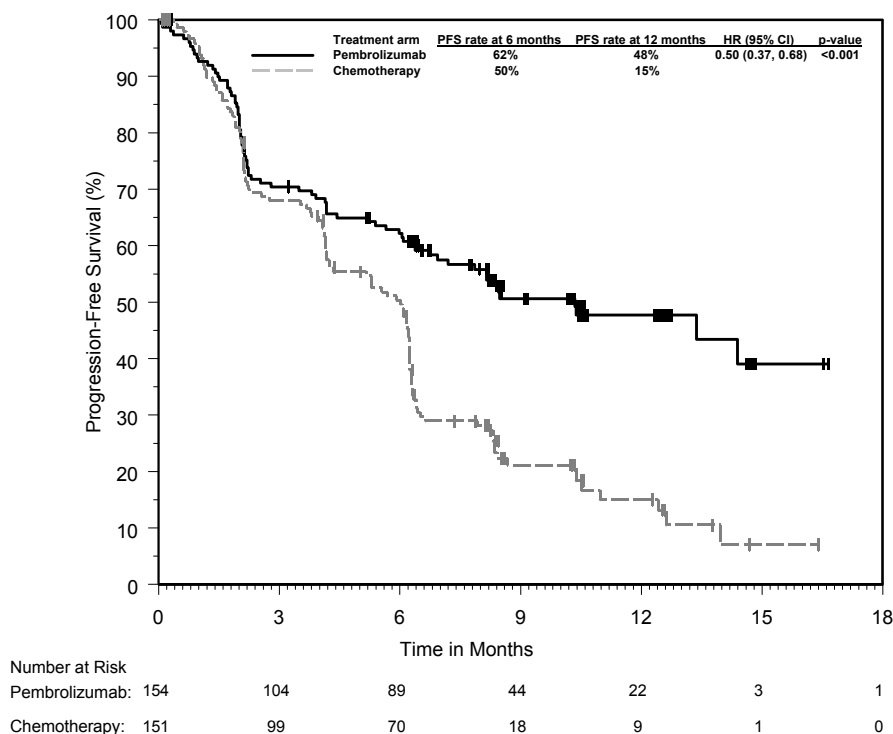 Treatment arm PFS rate at 6 months PFS rate at 12 months HR (95% CI) p-value
Pembrolizumab 62% 48% 0.50 (0.37, 0.68) <0.001
Chemotherapy 50% 15%
Progression-Free Survival (%)
100
90
80
70
60
50
40
30
20
10
0
0 3 6 9 12 15 18
Time in Months
Number at Risk
Pembrolizumab: 154 104 89 44 22 3 1
Chemotherapy: 151 99 70 18 9 1 0